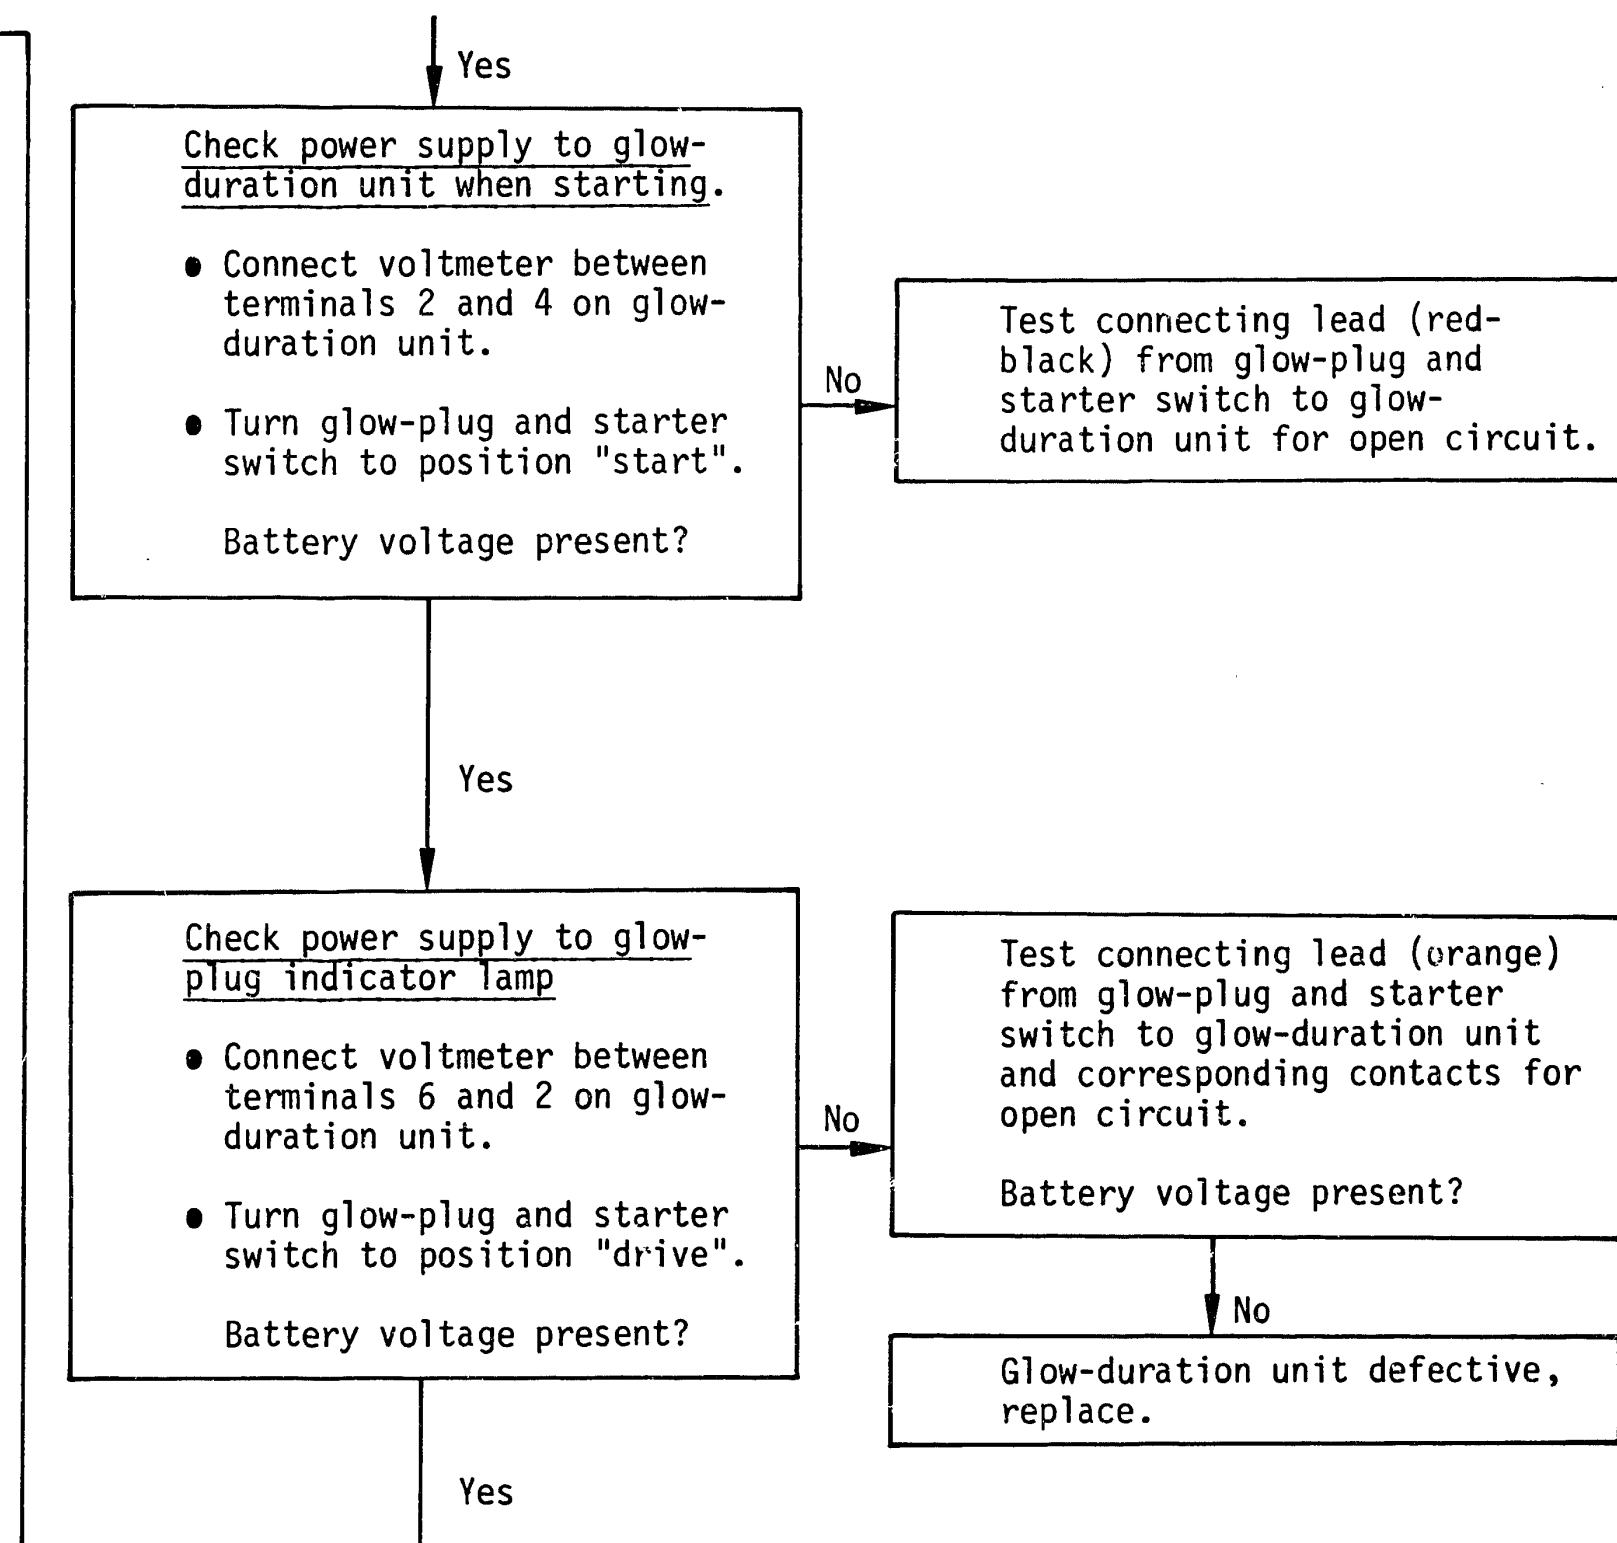 Yes
Check power supply to glow-
duration unit when starting.
● Connect voltmeter between
terminals 2 and 4 on glow-
duration unit.
● Turn glow-plug and starter
switch to position "start".
Battery voltage present?
No
Test connecting lead (red-
black) from glow-plug and
starter switch to glow-
duration unit for open circuit.
Yes
Check power supply to glow-
plug indicator lamp
● Connect voltmeter between
terminals 6 and 2 on glow-
duration unit.
● Turn glow-plug and starter
switch to position "drive".
Battery voltage present?
No
Test connecting lead (orange)
from glow-plug and starter
switch to glow-duration unit
and corresponding contacts for
open circuit.
Battery voltage present?
No
Glow-duration unit defective,
replace.
Yes